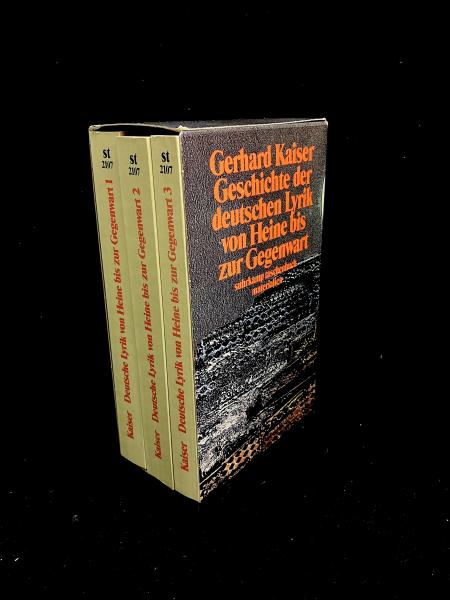 st
2107
Kaiser Deutsche Lyrik von Heine bis zur Gegenwart 1
st
2107
Kaiser Deutsche Lyrik von Heine bis zur Gegenwart 2
st
2107
Kaiser Deutsche Lyrik von Heine bis zur Gegenwart 3
Gerhard Kaiser
Geschichte der
deutschen Lyrik
von Heine bis
zur Gegenwart
suhrkamp taschenbuch
materialien